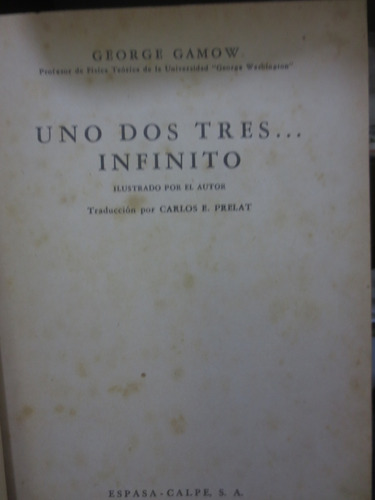 GEORGE GAMOW
Profesor de Física Teórica de la Universidad "George Washington"
UNO DOS TRES...
INFINITO
ILUSTRADO POR EL AUTOR
Traducción por CARLOS E. PRELAT
ESPASA-CALPE, S. A.